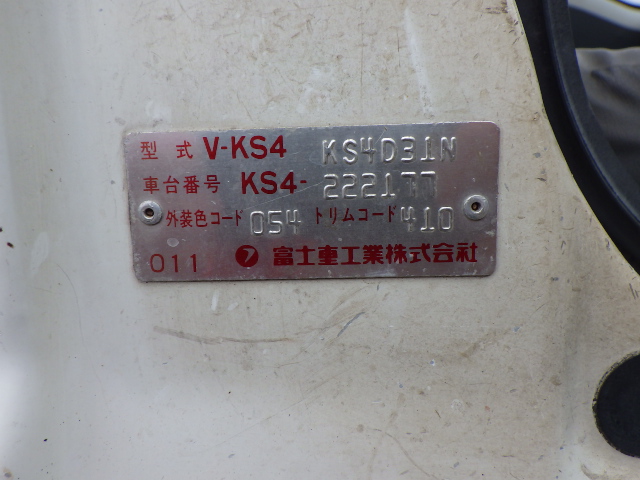 型式 V-KS4 KS4D31N
車台番号 KS4-222177
外装色コード 054 トリムコード 410
011 フ 富士重工業株式会社